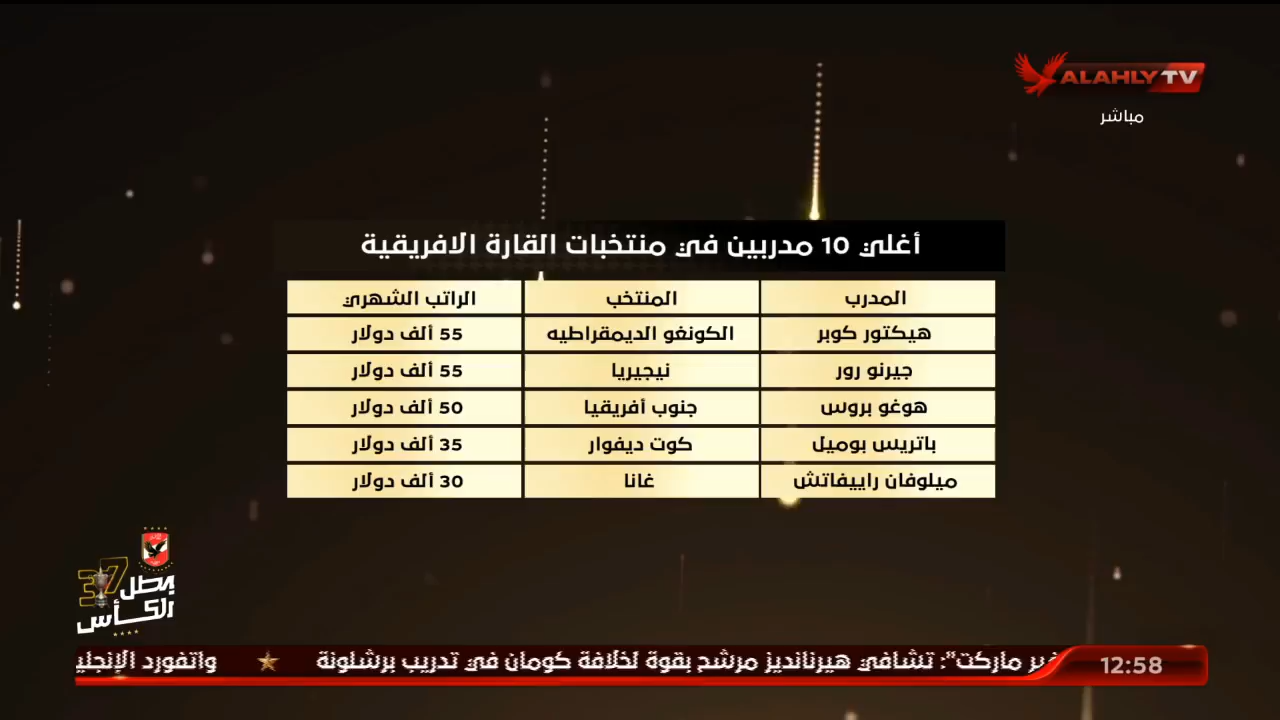 ALAHLY TV
مباشر
أغلي 10 مدربين في منتخبات القارة الافريقية
المدرب المنتخب الراتب الشهري
هيكتور كوبر الكونغو الديمقراطيه 55 ألف دولار
جيرنو رور نيجيريا 55 ألف دولار
هوغو بروس جنوب أفريقيا 50 ألف دولار
باتريس بوميل كوت ديفوار 35 ألف دولار
ميلوفان راييفاتش غانا 30 ألف دولار
37 بطل
الكأس
12:58 ماركت": تشافي هيرنانديز مرشح بقوة لخلافة كومان في تدريب برشلونة واتفورد